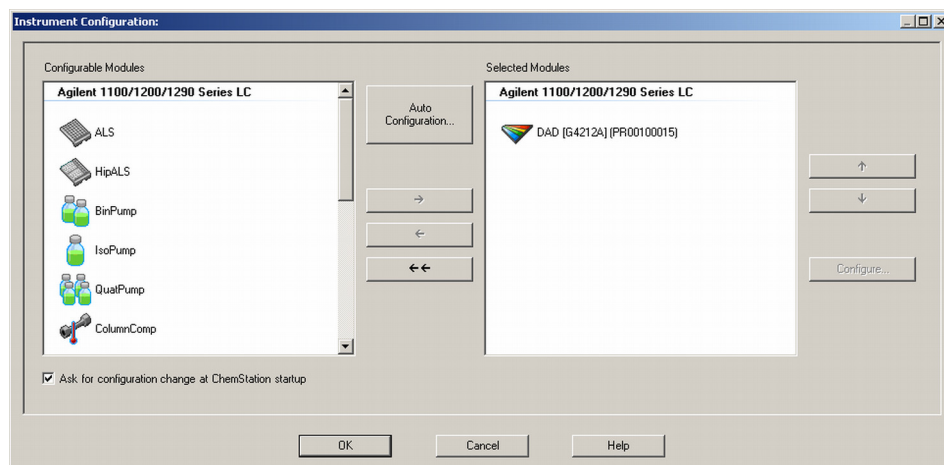 Instrument Configuration:
Configurable Modules
Agilent 1100/1200/1290 Series LC
ALS
HipALS
BinPump
IsoPump
QuatPump
ColumnComp
Auto
Configuration...
→
←
←←
Selected Modules
Agilent 1100/1200/1290 Series LC
DAD [G4212A] (PR00100015)
↑
↓
Configure...
Ask for configuration change at ChemStation startup
OK
Cancel
Help